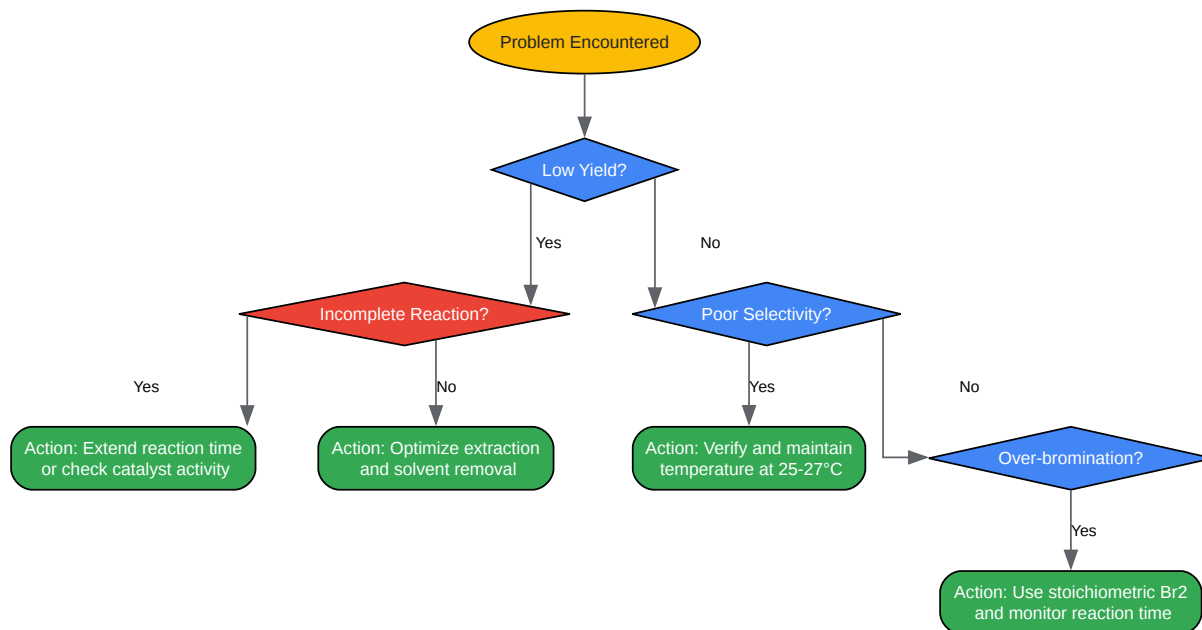 Problem Encountered
Low Yield?
Yes
No
Incomplete Reaction?
Poor Selectivity?
Yes
No
Yes
No
Action: Extend reaction time
or check catalyst activity
Action: Optimize extraction
and solvent removal
Action: Verify and maintain
temperature at 25-27°C
Over-bromination?
Yes
Action: Use stoichiometric Br2
and monitor reaction time